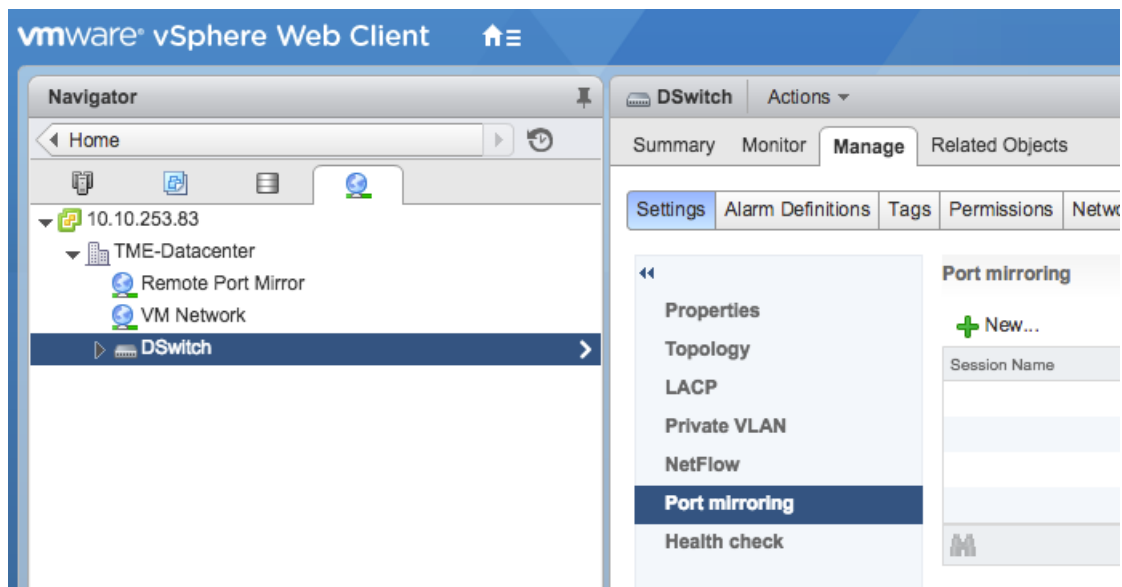 vmware® vSphere Web Client
Navigator
Home
10.10.253.83
TME-Datacenter
Remote Port Mirror
VM Network
DSwitch
DSwitch Actions
Summary Monitor Manage Related Objects
Settings Alarm Definitions Tags Permissions Netwo
Properties
Topology
LACP
Private VLAN
NetFlow
Port mirroring
Health check
Port mirroring
New...
Session Name